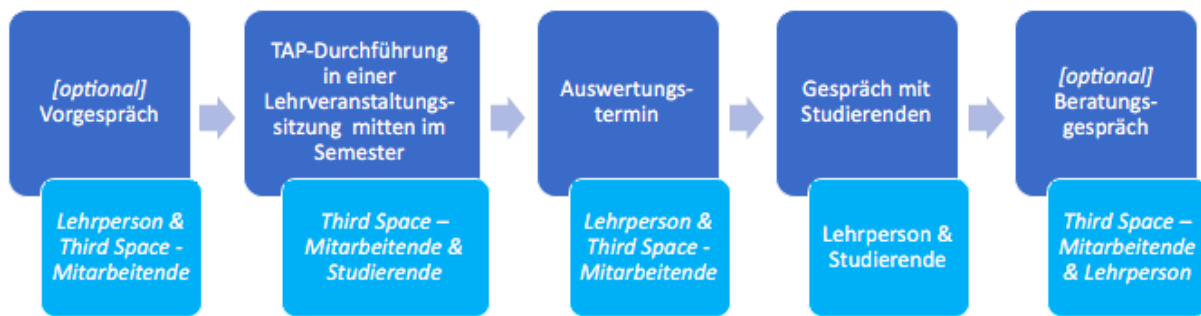 [optional]
Vorgespräch
Lehrperson &
Third Space -
Mitarbeitende
TAP-Durchführung
in einer
Lehrveranstaltungs-
sitzung mitten im
Semester
Third Space –
Mitarbeitende &
Studierende
Auswertungs-
termin
Lehrperson &
Third Space -
Mitarbeitende
Gespräch mit
Studierenden
Lehrperson &
Studierende
[optional]
Beratungs-
gespräch
Third Space –
Mitarbeitende
& Lehrperson